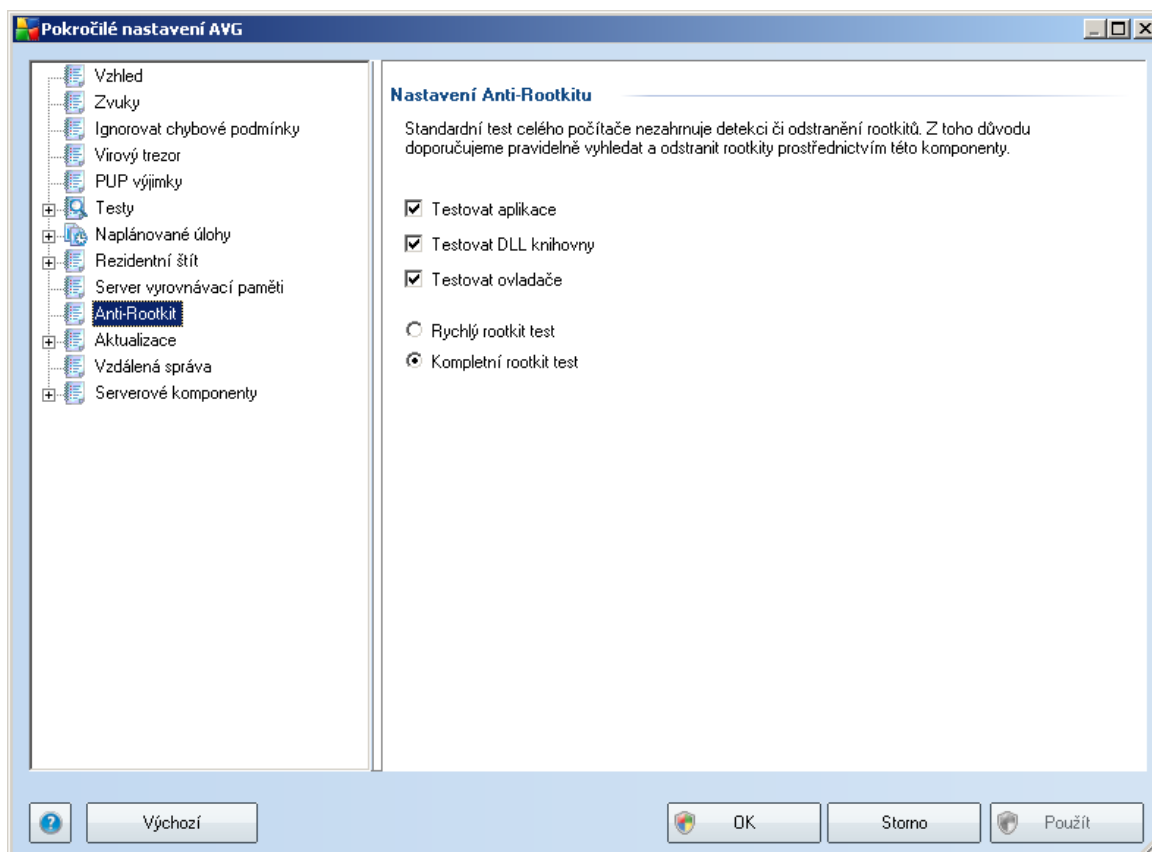 Pokročilé nastavení AVG
Vzhled
Zvuky
Ignorovat chybové podmínky
Virový trezor
PUP výjimky
Testy
Naplánované úlohy
Rezidentní štít
Server vyrovnávací paměti
Anti-Rootkit
Aktualizace
Vzdálená správa
Serverové komponenty
Nastavení Anti-Rootkitu
Standardní test celého počítače nezahrnuje detekci či odstranění rootkitů. Z toho důvodu
doporučujeme pravidelně vyhledat a odstranit rootkity prostřednictvím této komponenty.
Testovat aplikace
Testovat DLL knihovny
Testovat ovladače
Rychlý rootkit test
Kompletní rootkit test
Výchozí
OK
Storno
Použít